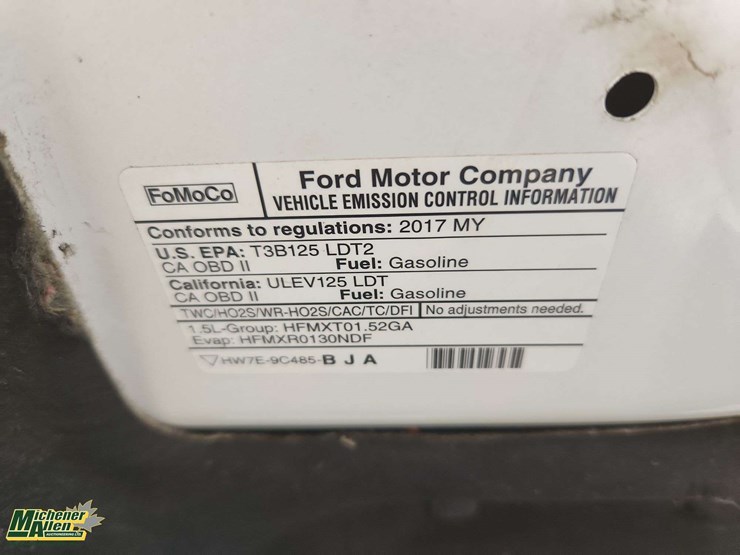 FoMoCo
Ford Motor Company
VEHICLE EMISSION CONTROL INFORMATION
Conforms to regulations: 2017 MY
U.S. EPA: T3B125 LDT2
CA OBD II Fuel: Gasoline
California: ULEV125 LDT
CA OBD II Fuel: Gasoline
TWC/HO2S/WR-HO2S/CAC/TC/DFI No adjustments needed.
1.5L-Group: HFMXT01.52GA
Evap: HFMXR0130NDF
HW7E-9C485-B J A
Michener
Allen
AUCTIONEERING LTD.